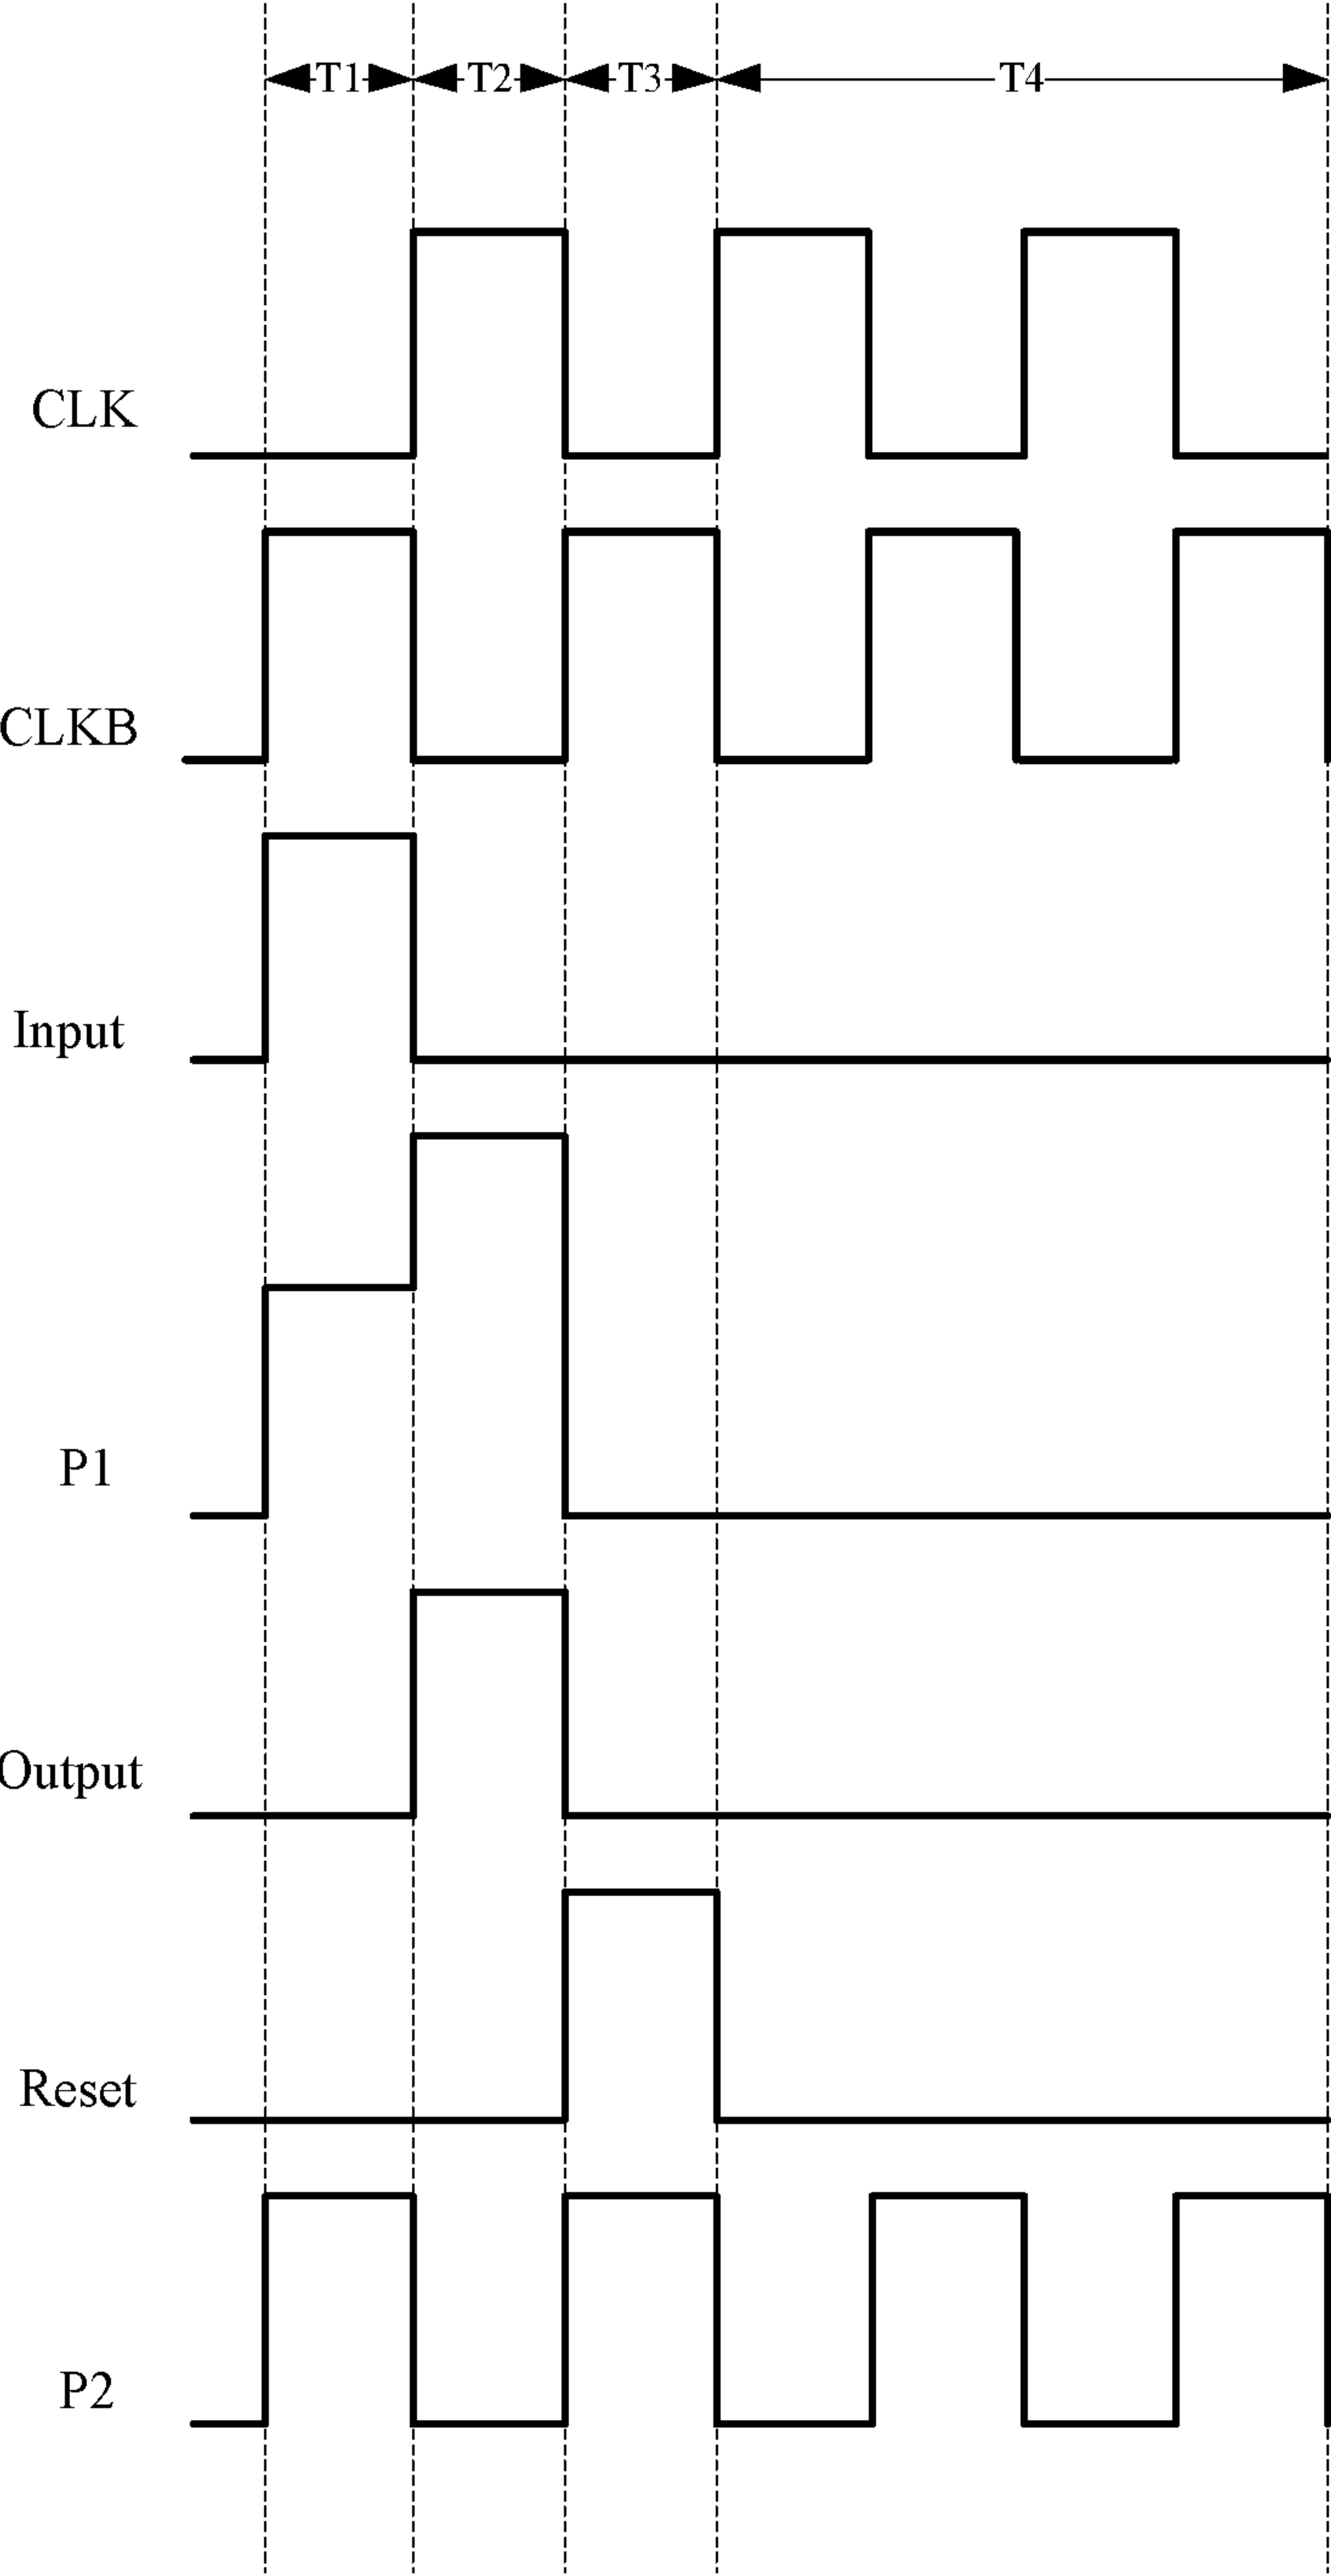 T1 T2 T3 T4
CLK
CLKB
Input
P1
Output
Reset
P2